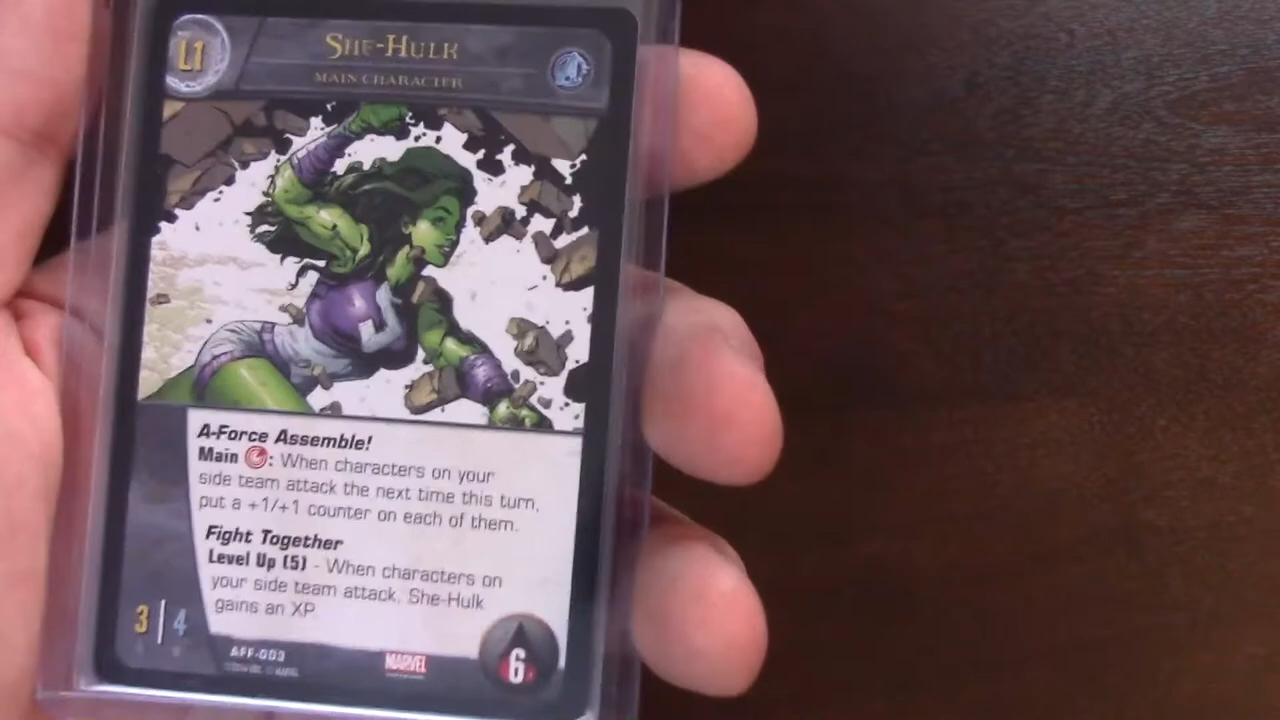 L1
She-Hulk
MAIN CHARACTER
A-Force Assemble!
Main : When characters on your
side team attack the next time this turn,
put a +1/+1 counter on each of them.
Fight Together
Level Up (5) - When characters on
your side team attack, She-Hulk
gains an XP.
3 | 4
AFF-003
MARVEL
6